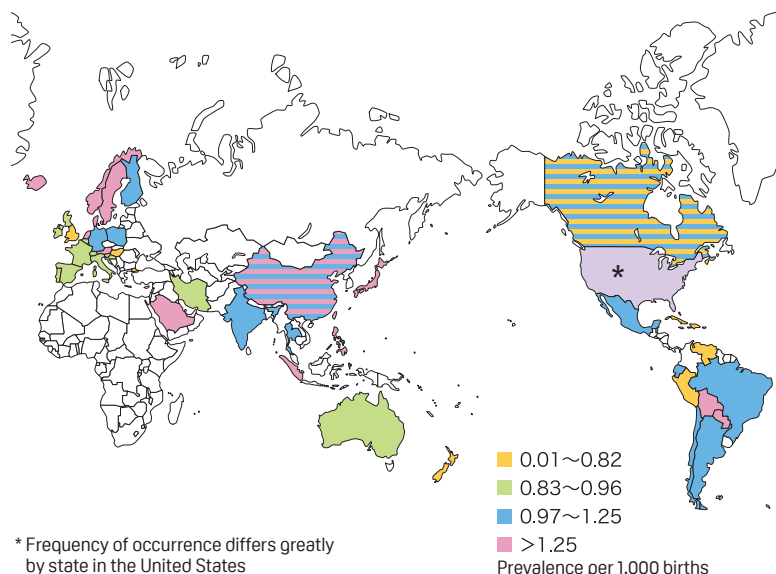 *
0.01～0.82
0.83～0.96
0.97～1.25
>1.25
Prevalence per 1,000 births
* Frequency of occurrence differs greatly
by state in the United States